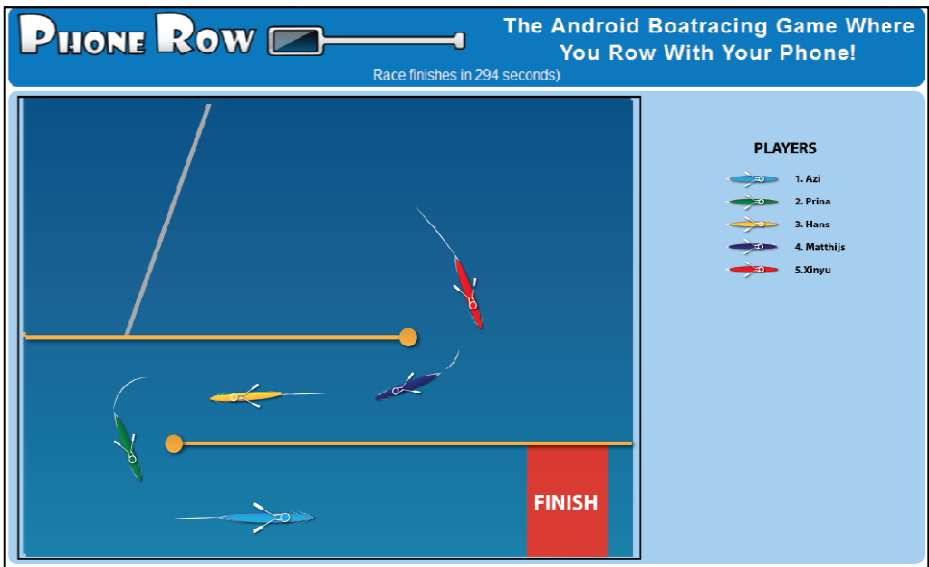 PHONE ROW
The Android Boatracing Game Where
You Row With Your Phone!
Race finishes in 294 seconds)
PLAYERS
1. Azi
2. Prina
3. Hans
4. Matthijs
5.Xinyu
FINISH